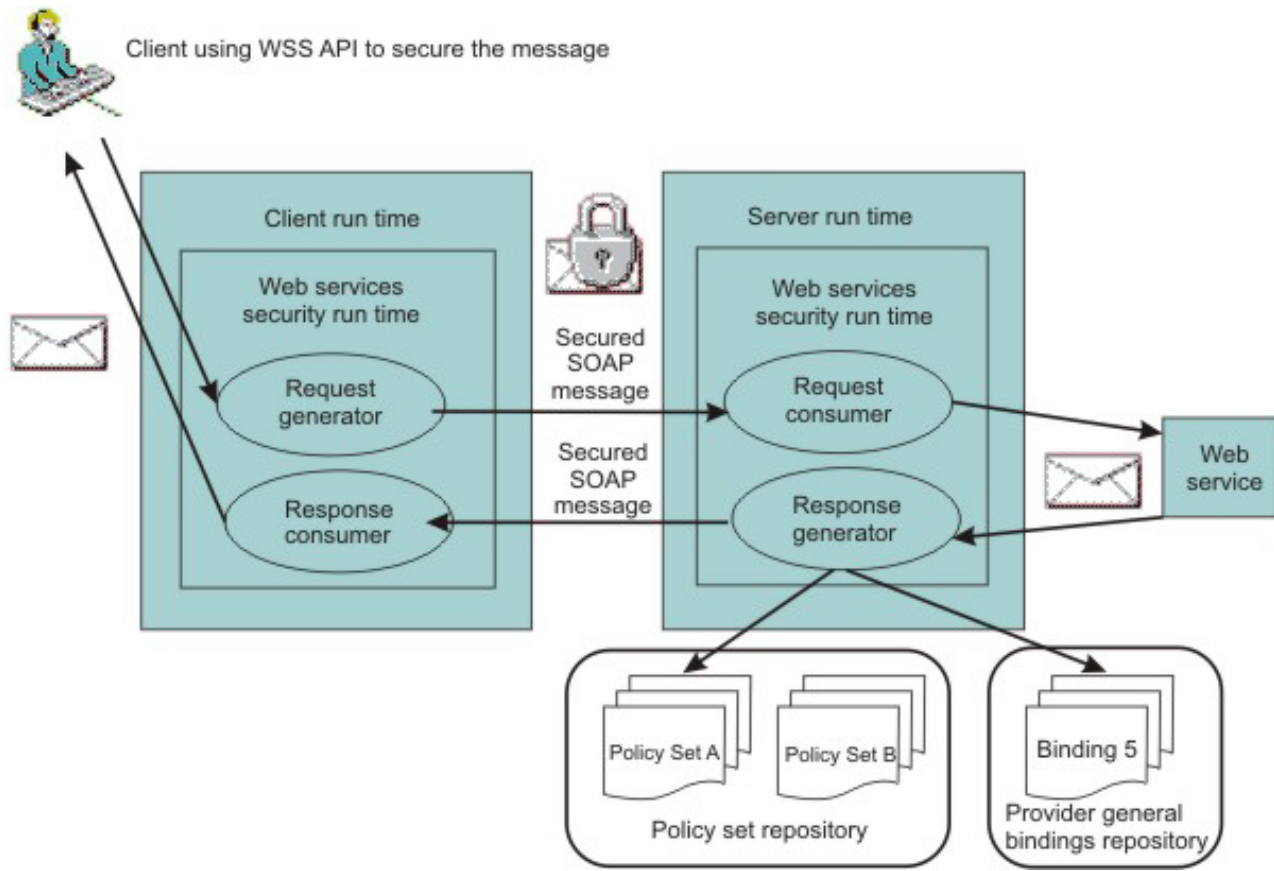 Client using WSS API to secure the message
Client run time
Web services
security run time
Request
generator
Response
consumer
Secured
SOAP
message
Secured
SOAP
message
Server run time
Web services
security run time
Request
consumer
Response
generator
Web
service
Policy Set A
Policy Set B
Policy set repository
Binding 5
Provider general
bindings repository